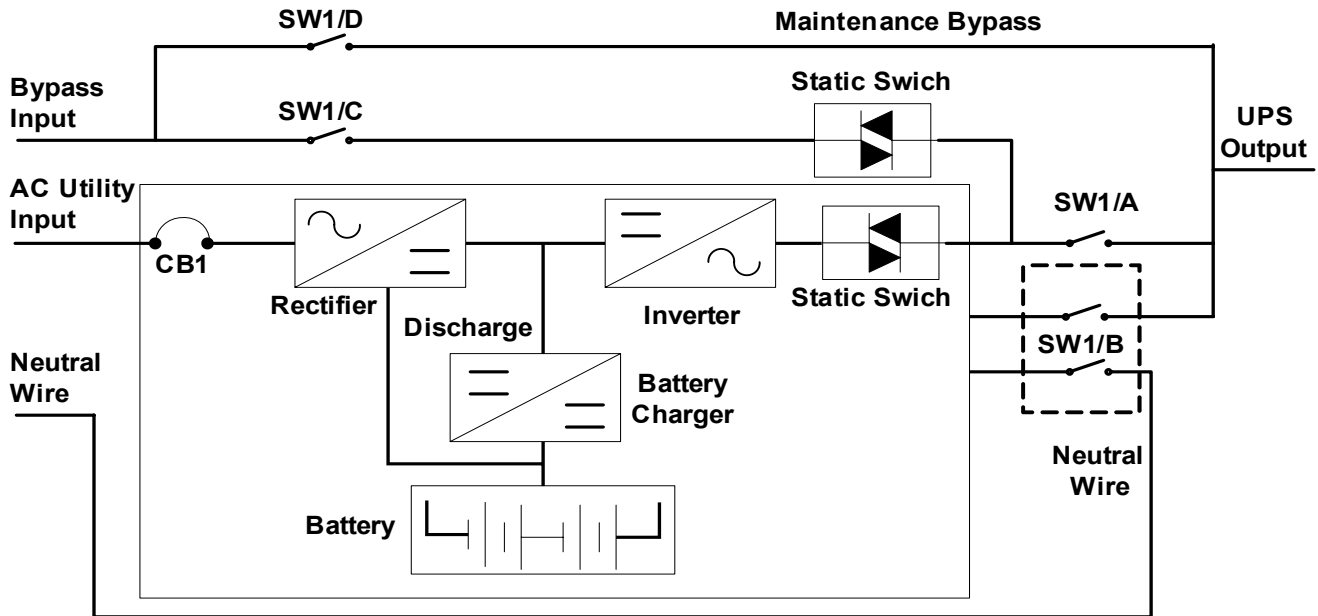 SW1/D
Maintenance Bypass
Bypass
Input
SW1/C
Static Swich
UPS
Output
AC Utility
Input
CB1
Rectifier
Inverter
Static Swich
SW1/A
Discharge
SW1/B
Neutral
Wire
Battery
Charger
Neutral
Wire
Battery